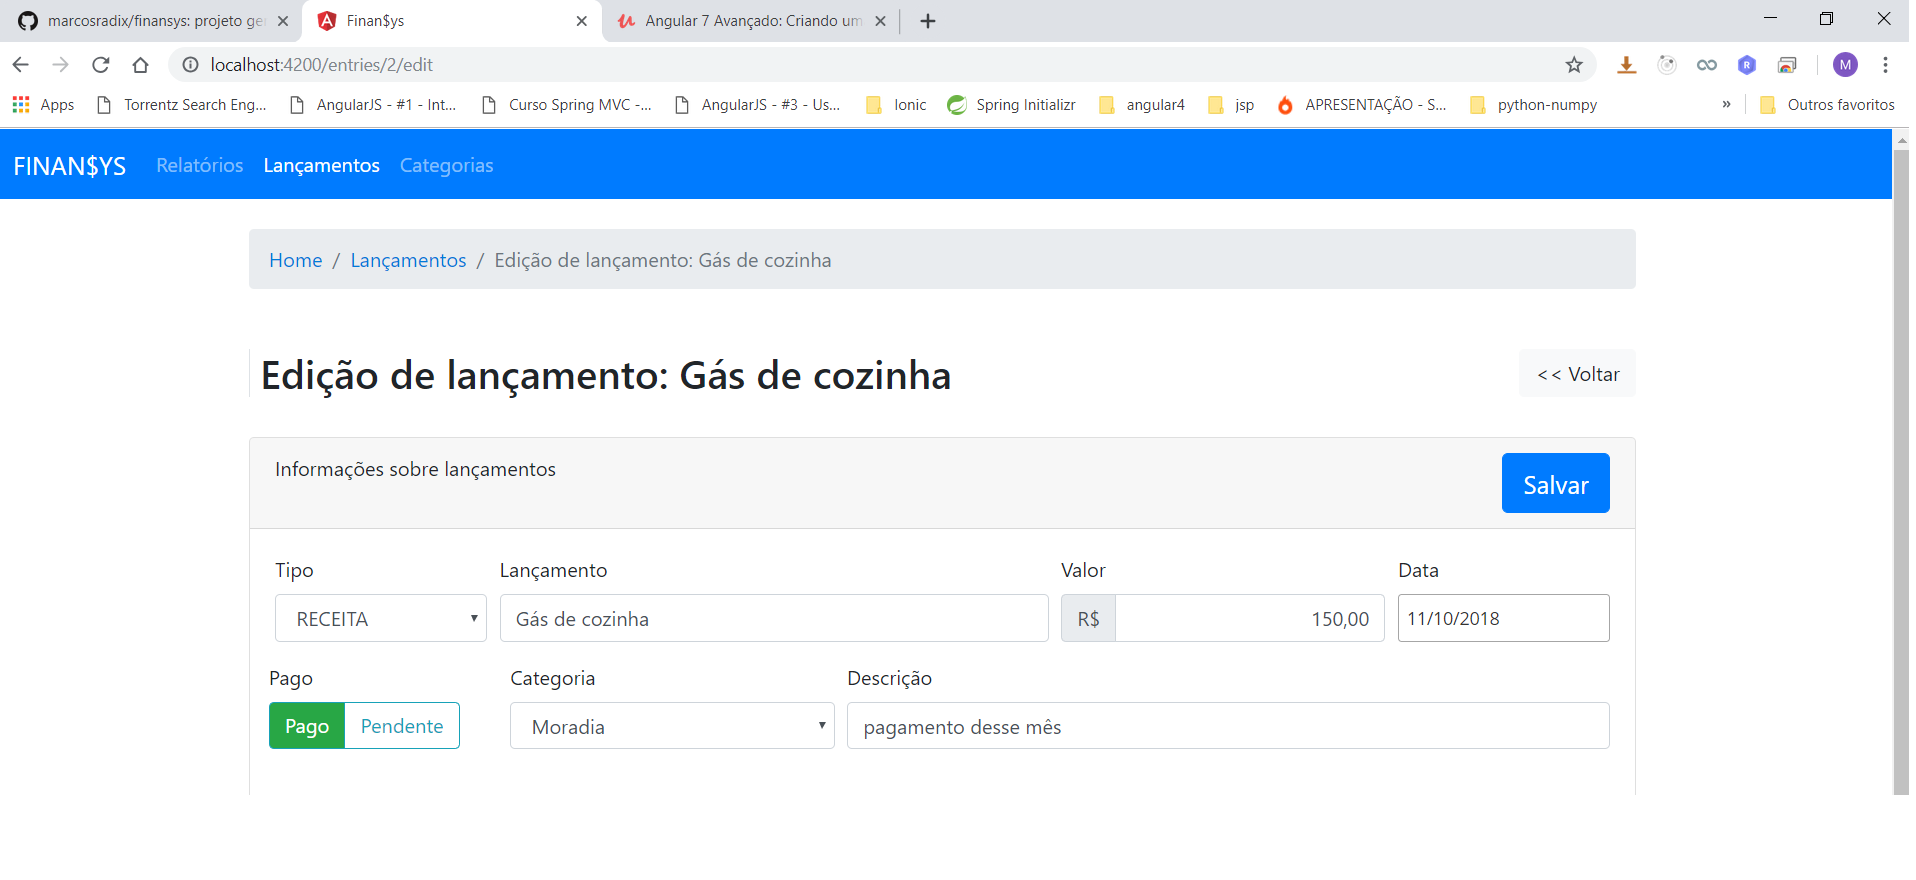 marcosradix/finansys: projeto ge
Finan$ys
Angular 7 Avançado: Criando um
localhost:4200/entries/2/edit
M
Apps
Torrentz Search Eng...
AngularJS - #1 - Int...
Curso Spring MVC -...
AngularJS - #3 - Us...
Ionic
Spring Initializr
angular4
jsp
APRESENTAÇÃO - S...
python-numpy
»
Outros favoritos
FINAN$YS
Relatórios
Lançamentos
Categorias
Home / Lançamentos / Edição de lançamento: Gás de cozinha
Edição de lançamento: Gás de cozinha
<< Voltar
Informações sobre lançamentos
Salvar
Tipo
Lançamento
Valor
Data
RECEITA
Gás de cozinha
R$
150,00
11/10/2018
Pago
Categoria
Descrição
Pago
Pendente
Moradia
pagamento desse mês